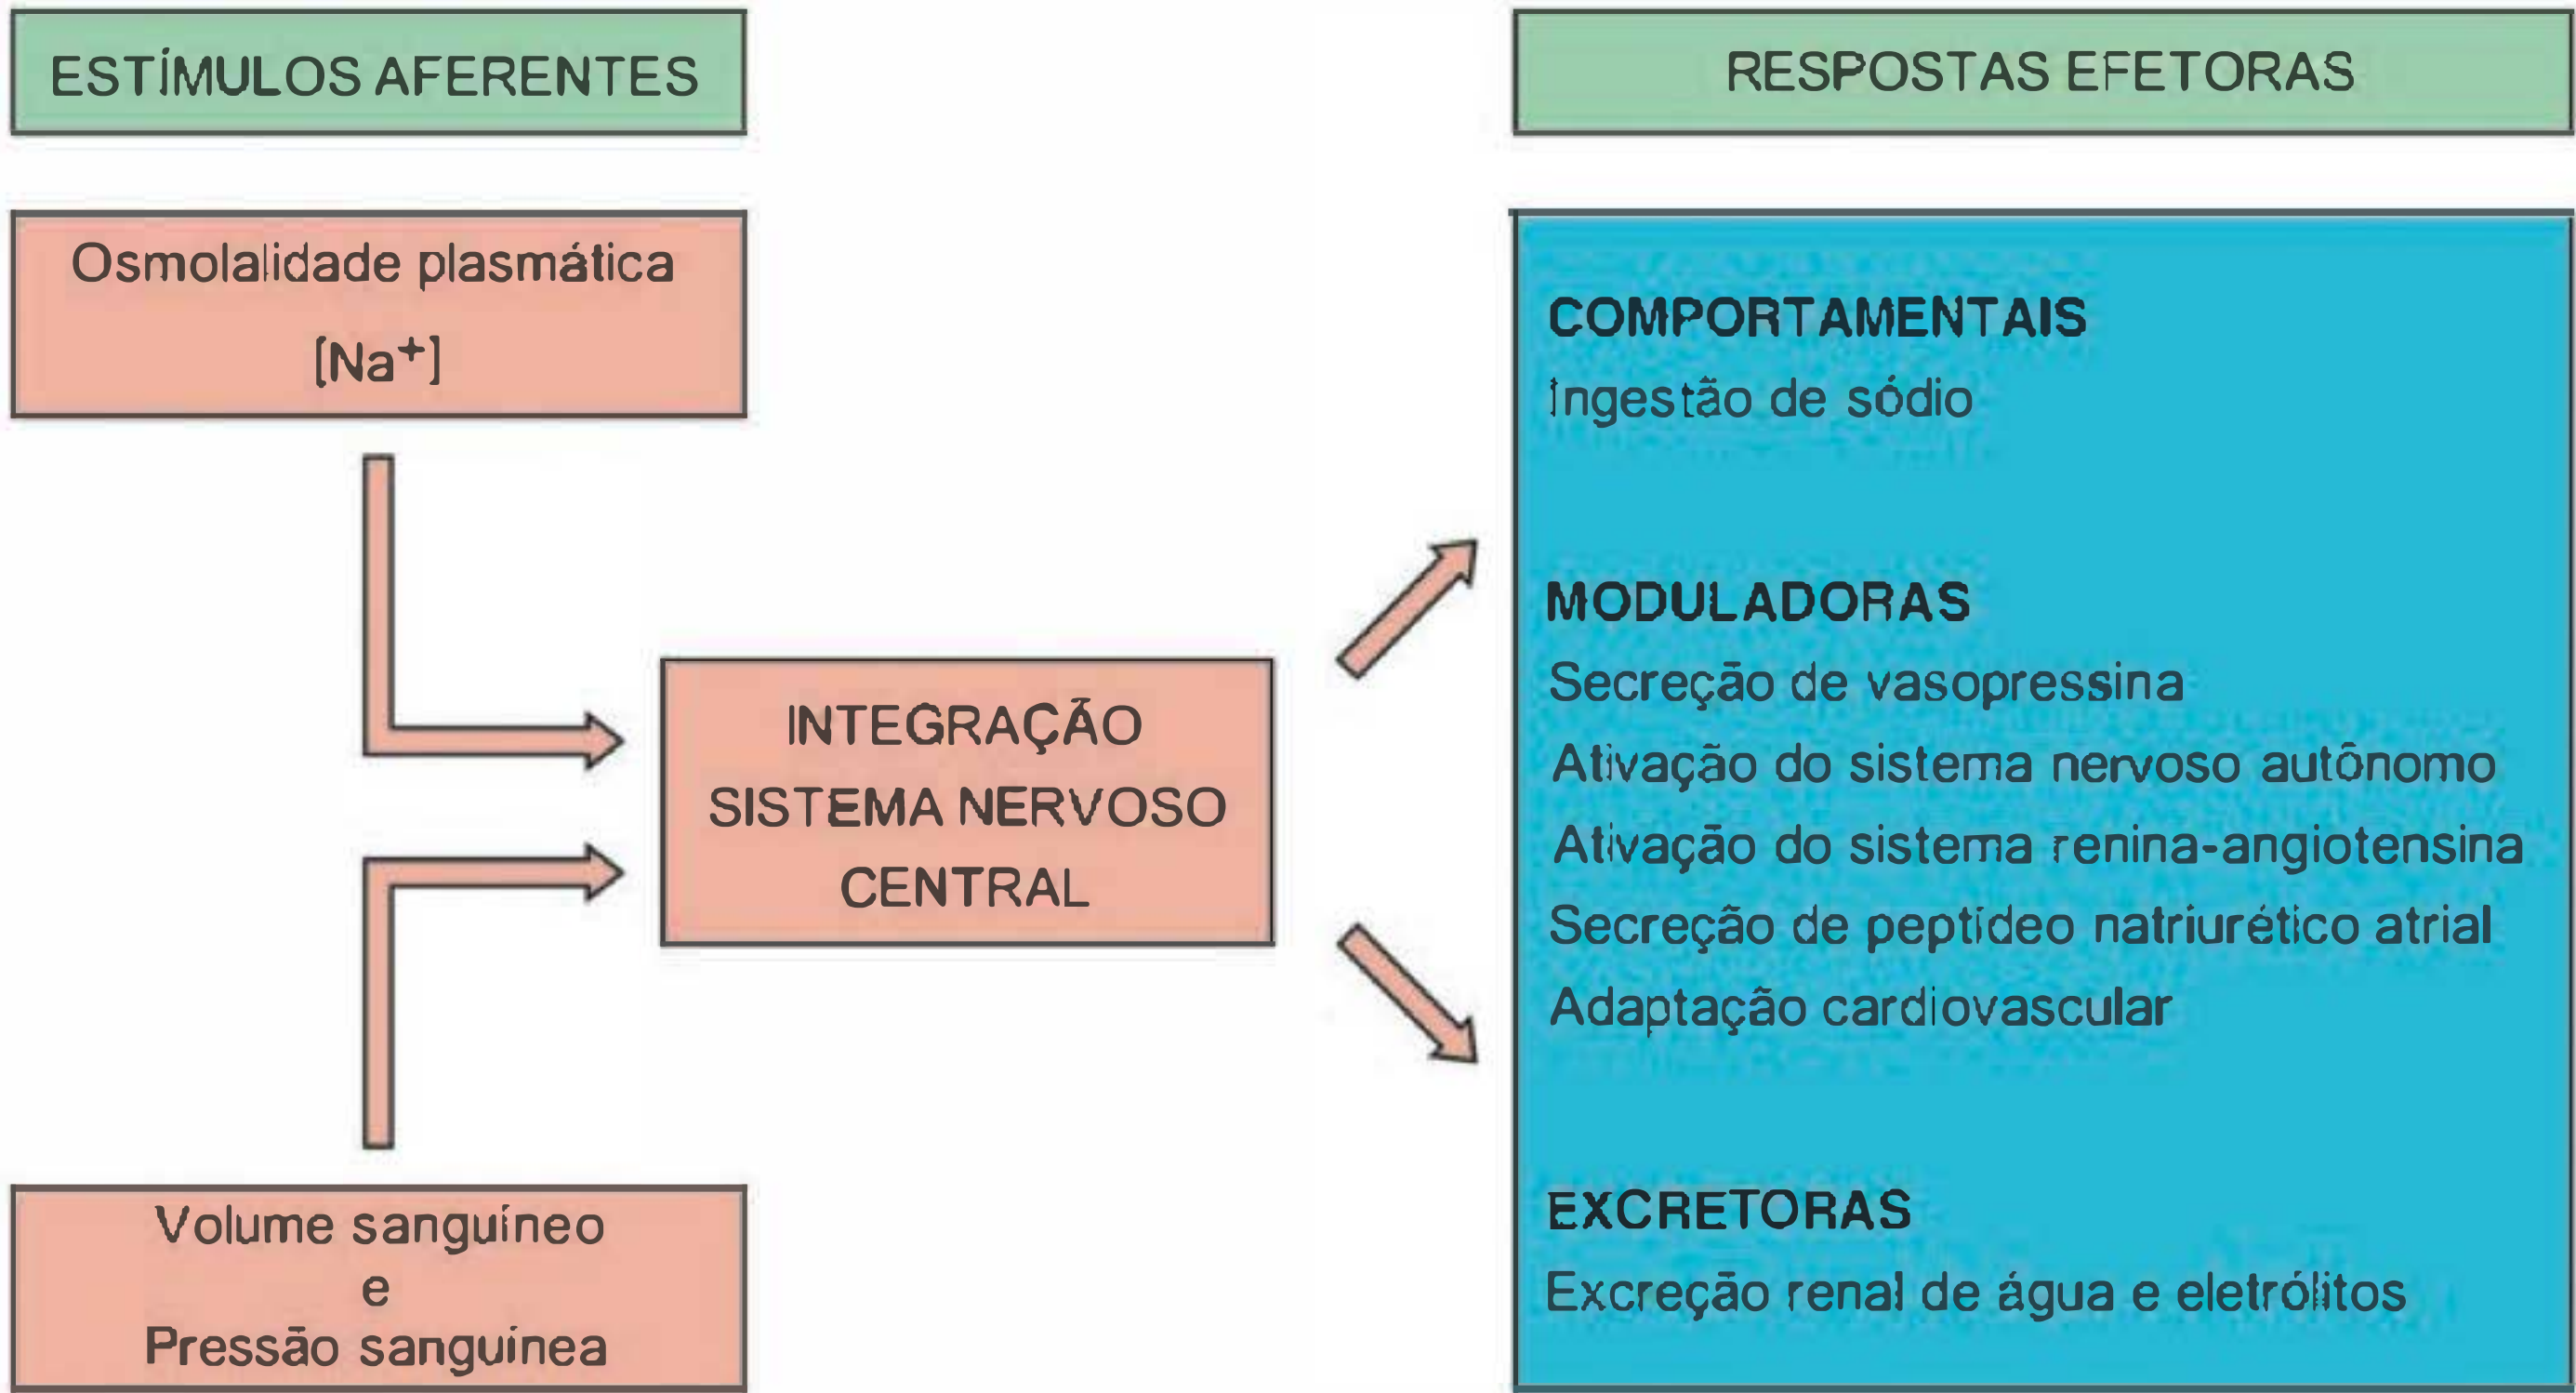 ESTÍMULOS AFERENTES
Osmolalidade plasmática
[Na⁺]
INTEGRAÇÃO
SISTEMA NERVOSO
CENTRAL
Volume sanguíneo
e
Pressão sanguínea
RESPOSTAS EFETORAS
COMPORTAMENTAIS
Ingestão de sódio
MODULADORAS
Secreção de vasopressina
Ativação do sistema nervoso autônomo
Ativação do sistema renina-angiotensina
Secreção de peptídeo natriurético atrial
Adaptação cardiovascular
EXCRETORAS
Excreção renal de água e eletrólitos